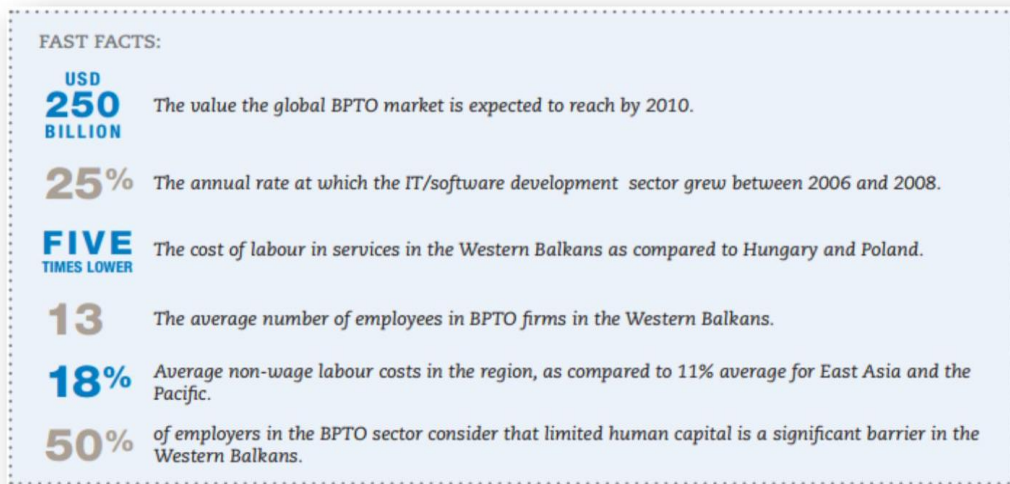 FAST FACTS:
USD
250
BILLION
The value the global BPTO market is expected to reach by 2010.
25%
The annual rate at which the IT/software development sector grew between 2006 and 2008.
FIVE
TIMES LOWER
The cost of labour in services in the Western Balkans as compared to Hungary and Poland.
13
The average number of employees in BPTO firms in the Western Balkans.
18%
Average non-wage labour costs in the region, as compared to 11% average for East Asia and the
Pacific.
50%
of employers in the BPTO sector consider that limited human capital is a significant barrier in the
Western Balkans.